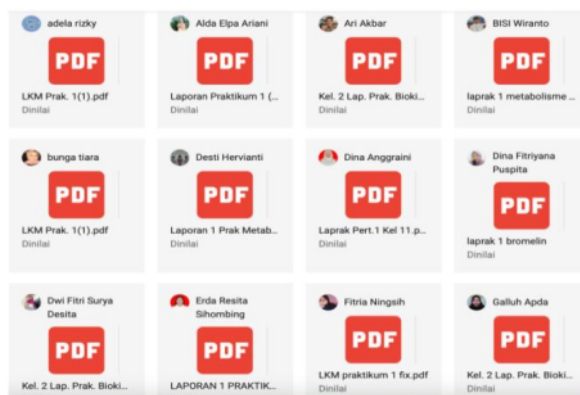 adela rizky
PDF
LKM Prak. 1(1).pdf
Dinilai
Alda Elpa Ariani
PDF
Laporan Praktikum 1 (...
Dinilai
Ari Akbar
PDF
Kel. 2 Lap. Prak. Bioki...
Dinilai
BISI Wiranto
PDF
laprak 1 metabolisme ...
Dinilai
bunga tiara
PDF
LKM Prak. 1(1).pdf
Dinilai
Desti Hervianti
PDF
Laporan 1 Prak Metab...
Dinilai
Dina Anggraini
PDF
Laprak Pert.1 Kel 11.p...
Dinilai
Dina Fitriyana
Puspita
PDF
laprak 1 bromelin
Dinilai
Dwi Fitri Surya
Desita
PDF
Kel. 2 Lap. Prak. Bioki...
Erda Resita
Sihombing
PDF
LAPORAN 1 PRAKTIK...
Fitria Ningsih
PDF
LKM praktikum 1 fix.pdf
Dinilai
Galluh Apda
PDF
Kel. 2 Lap. Prak. Bioki...
Dinilai